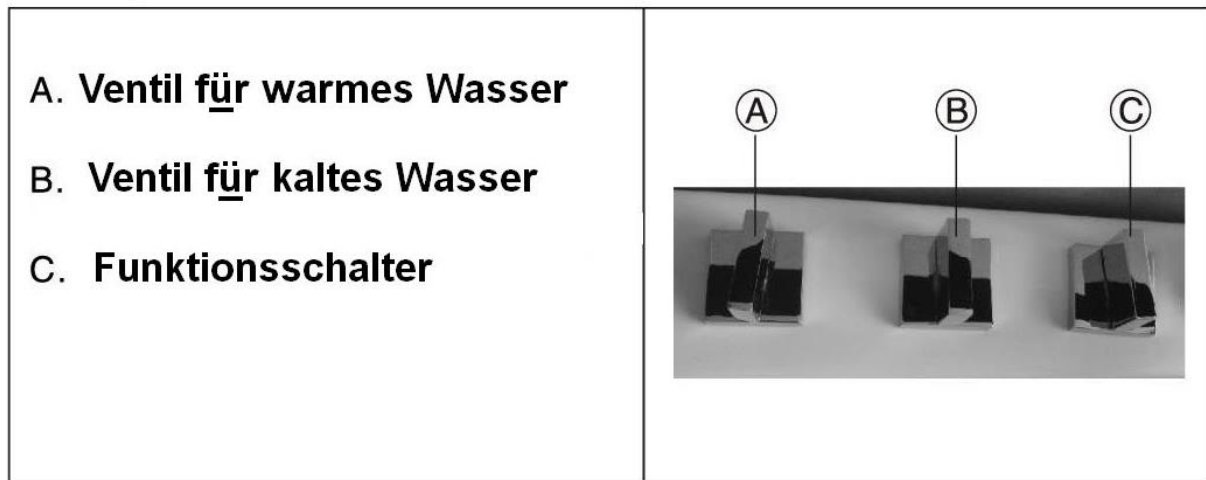 A. Ventil für warmes Wasser
B. Ventil für kaltes Wasser
C. Funktionsschalter
A B C